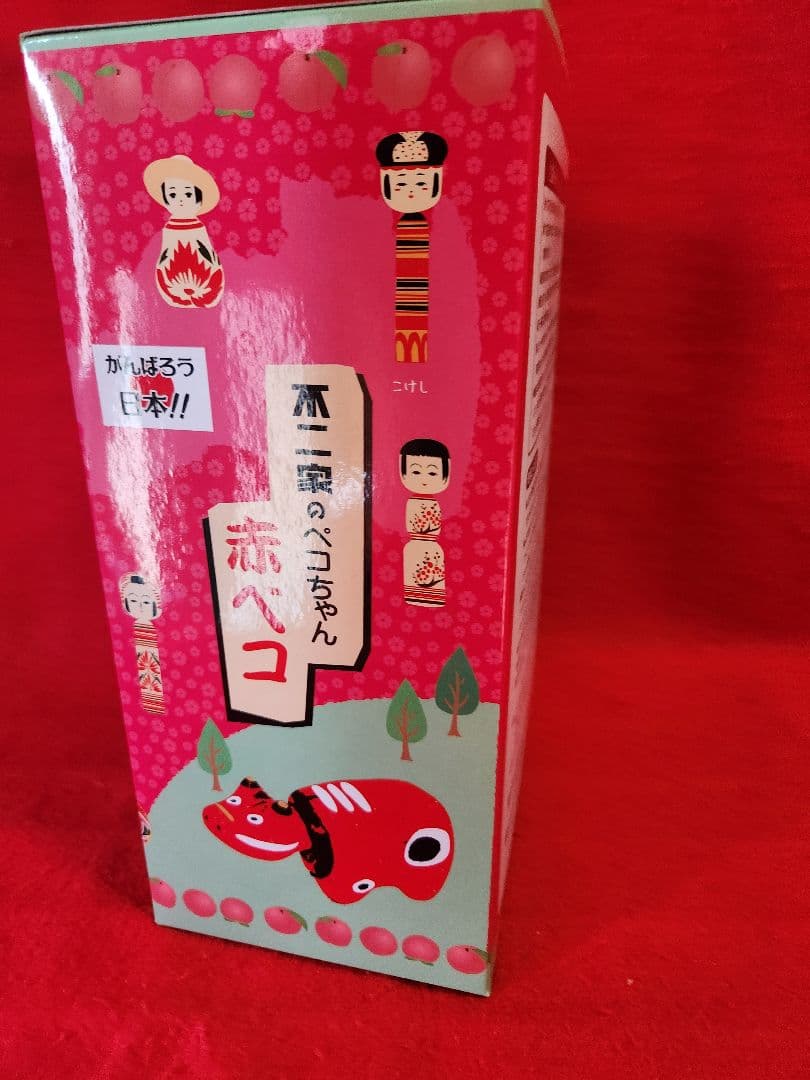 がんばろう
日本!!
こけし
不二家のペコちゃん
赤ベコ